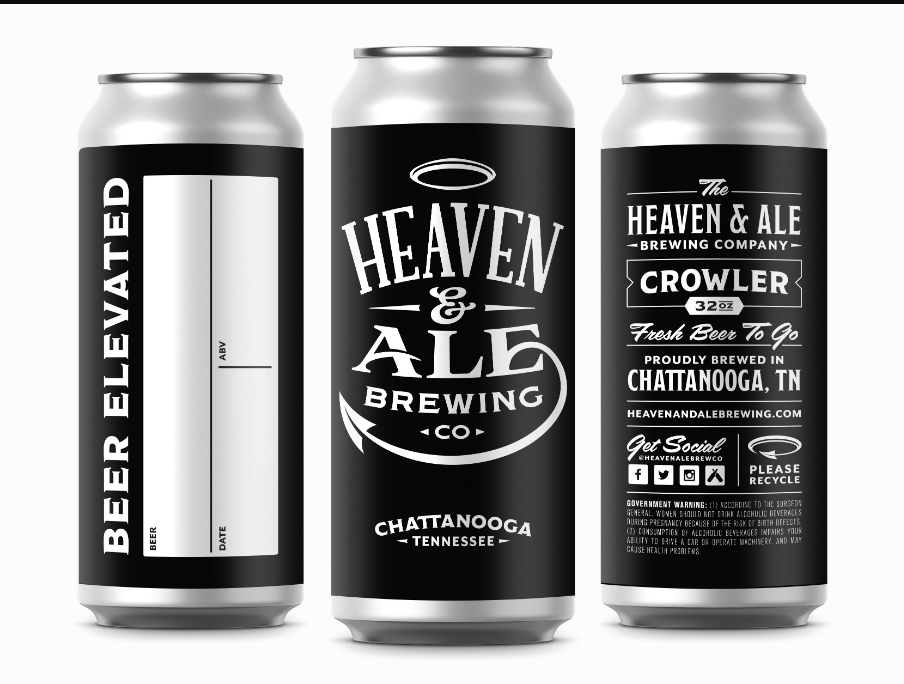 BEER ELEVATED
BEER
ABV
DATE
HEAVEN
&
ALE
BREWING
CO
CHATTANOOGA
TENNESSEE
The
HEAVEN & ALE
BREWING COMPANY
CROWLER
32OZ
Fresh Beer To Go
PROUDLY BREWED IN
CHATTANOOGA, TN
HEAVENANDALEBREWING.COM
Get Social
@HEAVENALEBREWCO
PLEASE
RECYCLE
GOVERNMENT WARNING: (1) ACCORDING TO THE SURGEON
GENERAL, WOMEN SHOULD NOT DRINK ALCOHOLIC BEVERAGES
DURING PREGNANCY BECAUSE OF THE RISK OF BIRTH DEFECTS.
(2) CONSUMPTION OF ALCOHOLIC BEVERAGES IMPAIRS YOUR
ABILITY TO DRIVE A CAR OR OPERATE MACHINERY, AND MAY
CAUSE HEALTH PROBLEMS.